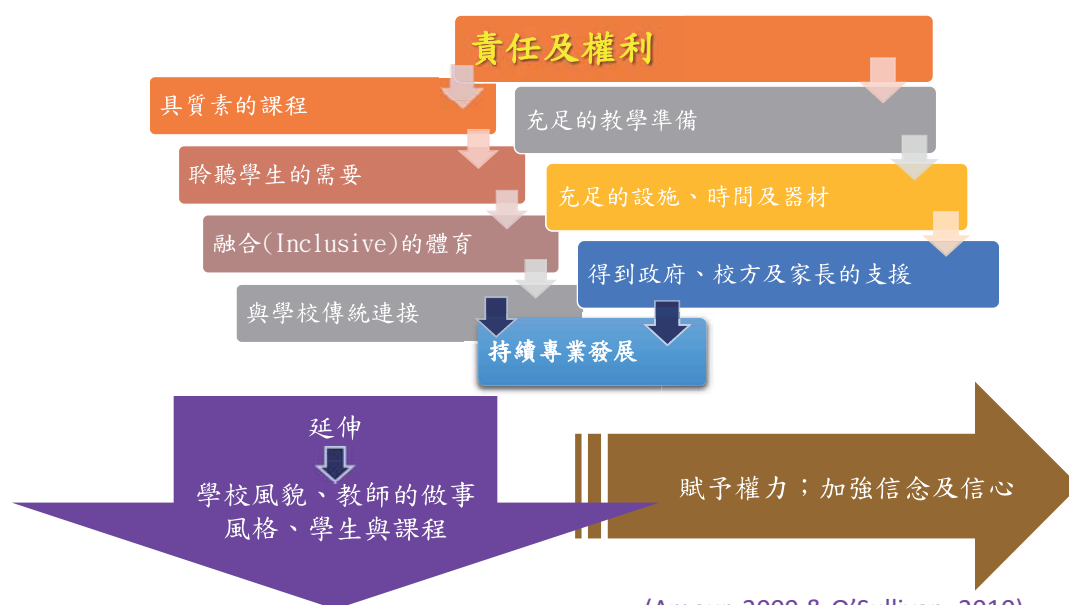 責任及權利
具質素的課程
聆聽學生的需要
融合(Inclusive)的體育
與學校傳統連接
充足的教學準備
充足的設施、時間及器材
得到政府、校方及家長的支援
持續專業發展
延伸
學校風貌、教師的做事
風格、學生與課程
賦予權力；加強信念及信心